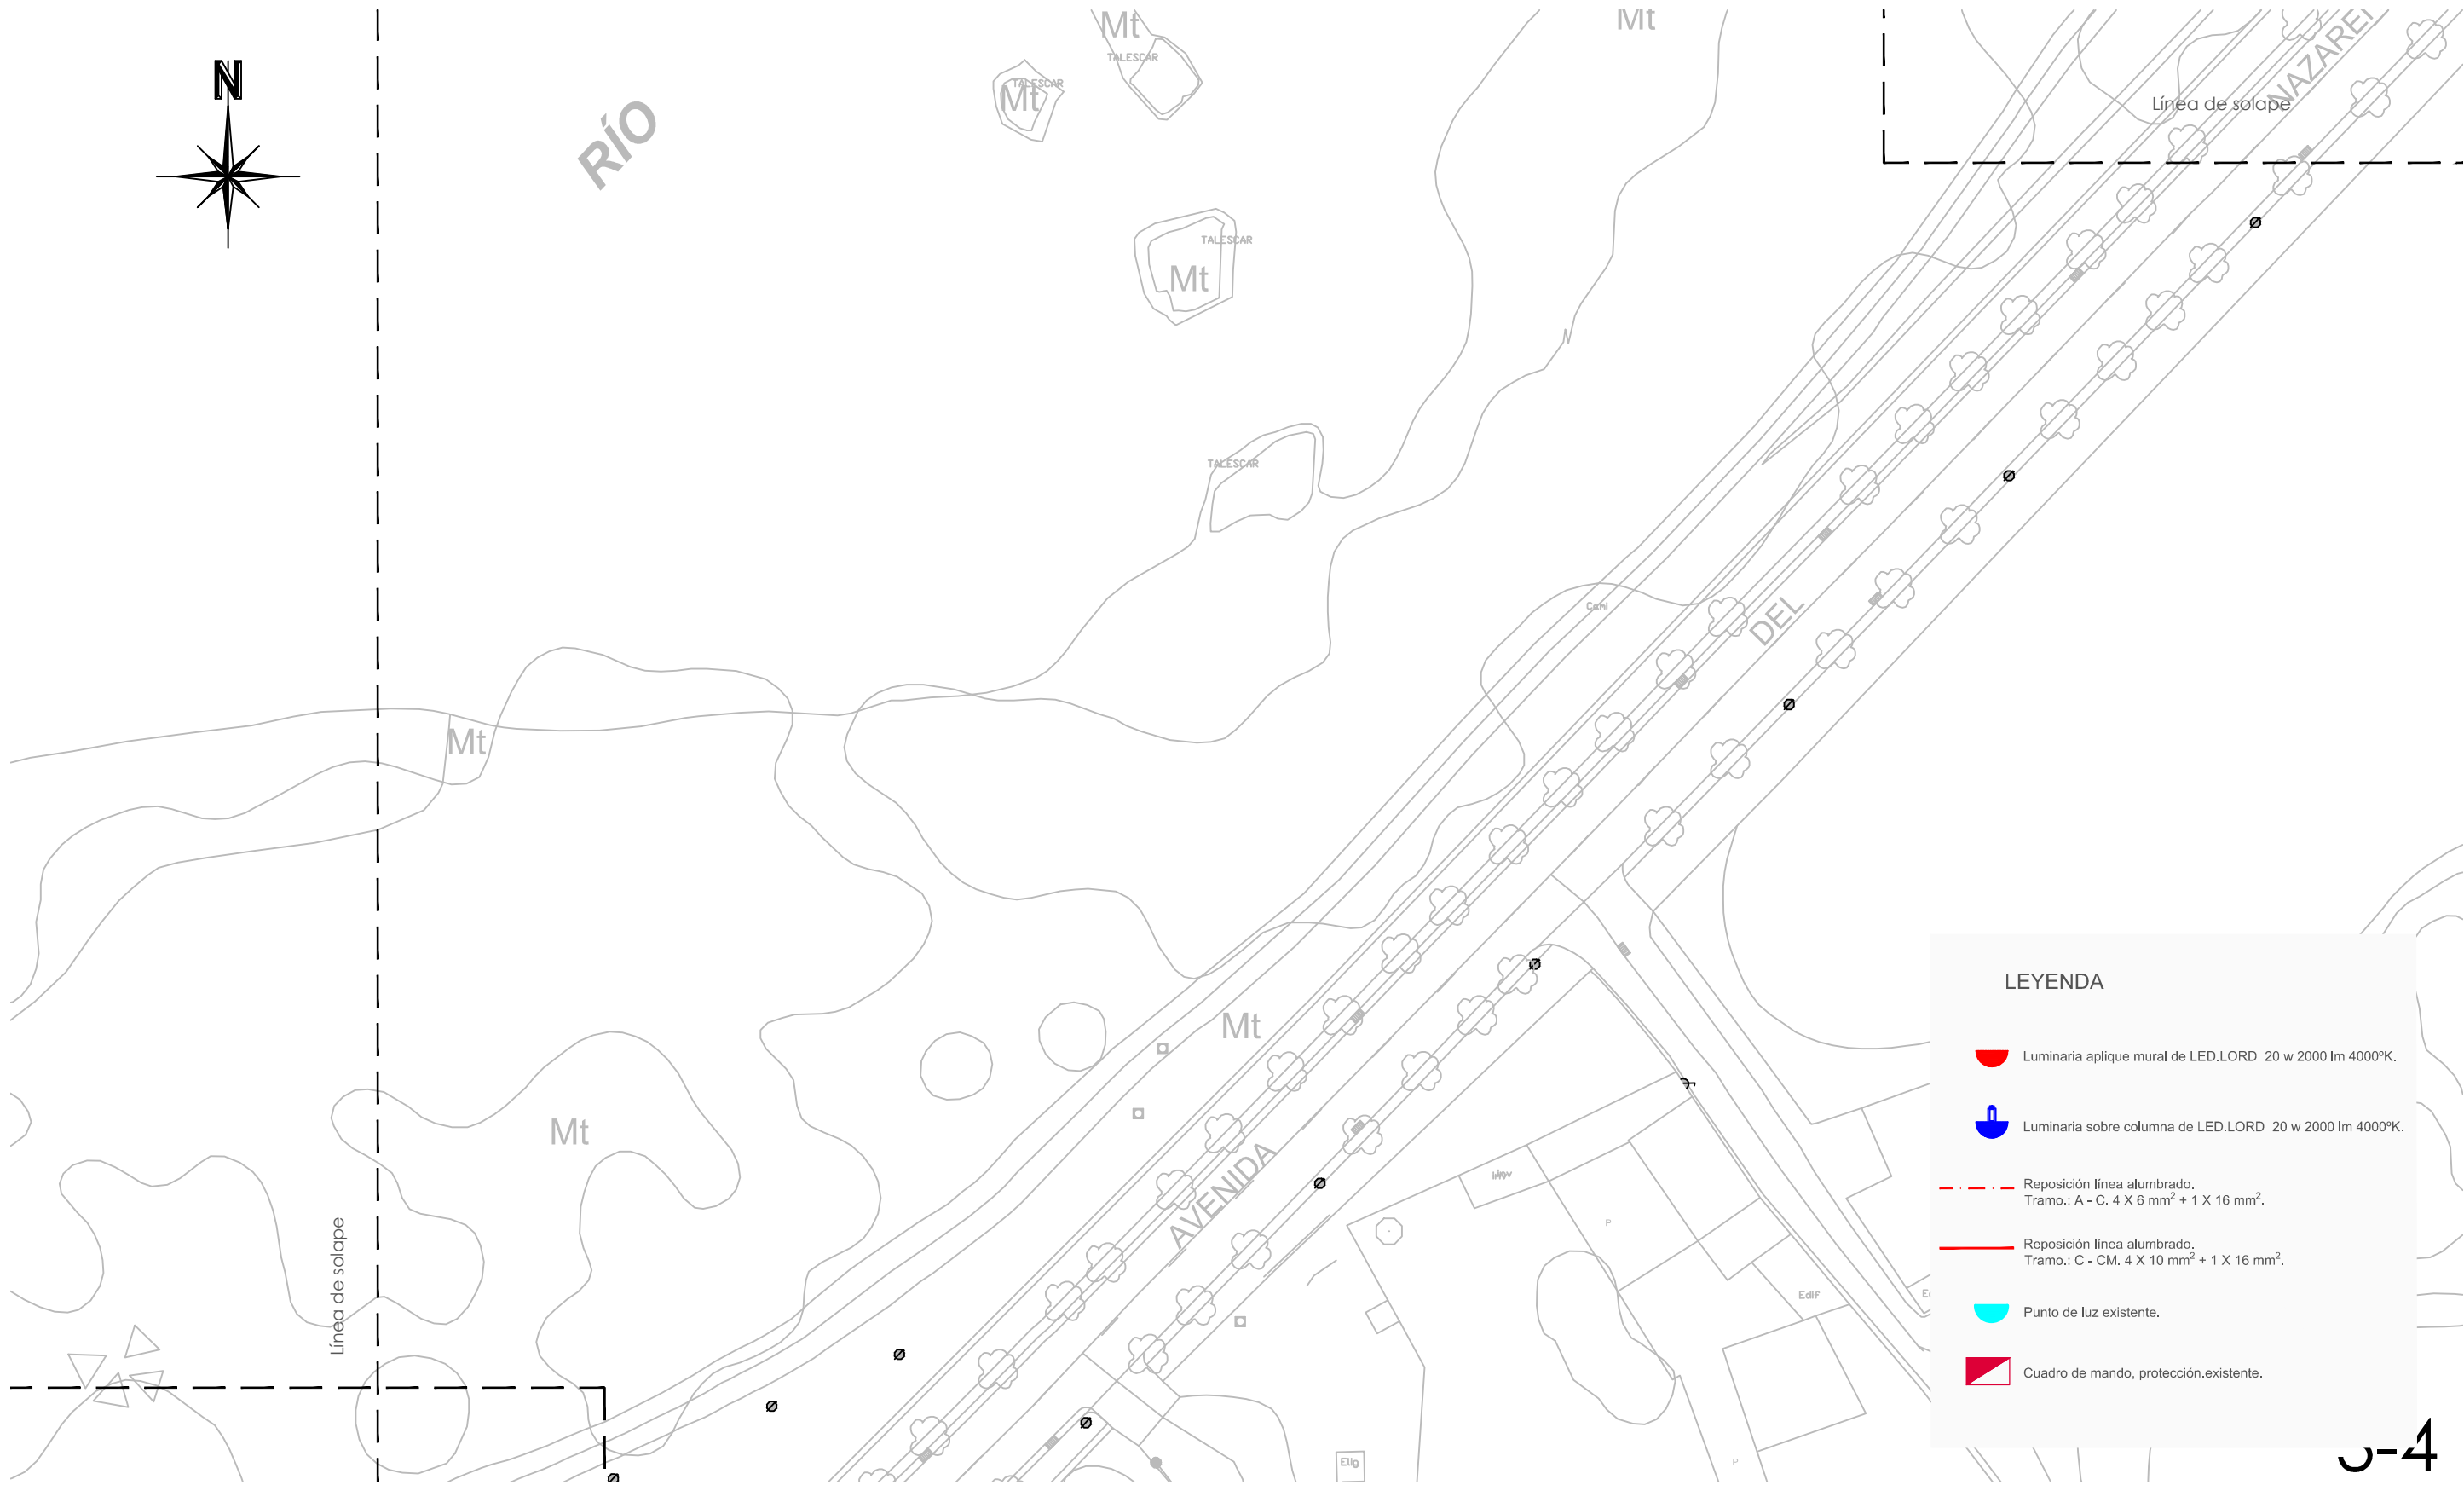 N
RÍO
Mt
TALESCAR
TALESCAR
Mt
Mt
Línea de solape
TALESCAR
Mt
TALESCAR
Cami
DEL
Mt
Mt
Mt
AVENIDA
Línea de solape
P
Edif
Elig
P
LEYENDA
Luminaria aplique mural de LED.LORD 20 w 2000 lm 4000ºK.
Luminaria sobre columna de LED.LORD 20 w 2000 lm 4000ºK.
Reposición línea alumbrado.
Tramo.: A - C. 4 X 6 mm² + 1 X 16 mm².
Reposición línea alumbrado.
Tramo.: C - CM. 4 X 10 mm² + 1 X 16 mm².
Punto de luz existente.
Cuadro de mando, protección.existente.